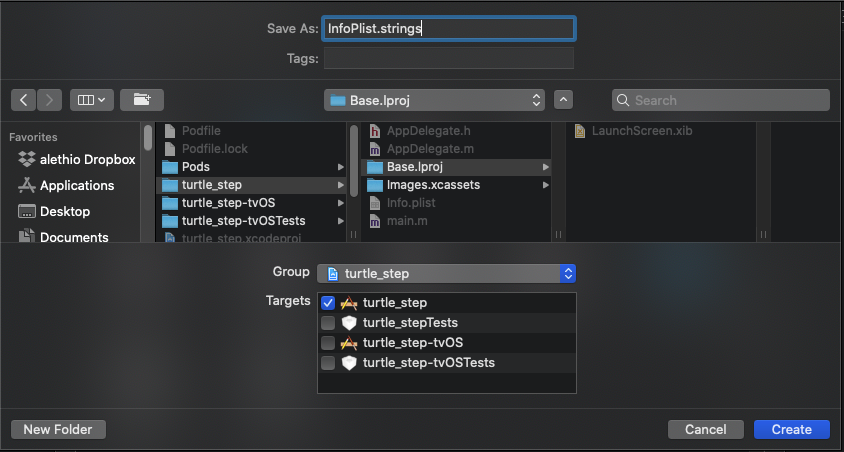 Save As: InfoPlist.strings
Tags:
Base.lproj
Search
Favorites
alethio Dropbox
Applications
Desktop
Documents
Podfile
Podfile.lock
Pods
turtle_step
turtle_step-tvOS
turtle_step-tvOSTests
turtle_step.xcodeproj
AppDelegate.h
AppDelegate.m
Base.lproj
Images.xcassets
Info.plist
main.m
LaunchScreen.xib
Group turtle_step
Targets turtle_step
turtle_stepTests
turtle_step-tvOS
turtle_step-tvOSTests
New Folder Cancel Create